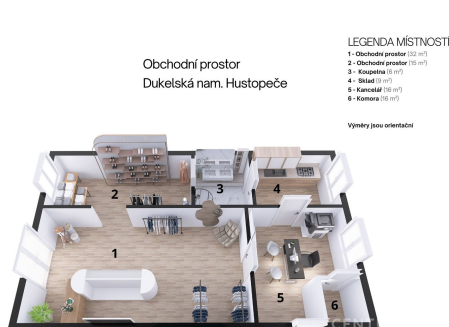 Obchodní prostor
Dukelská nam. Hustopeče
LEGENDA MÍSTNOSTÍ
1 - Obchodní prostor (32 m²)
2 - Obchodní prostor (15 m²)
3 - Koupelna (6 m²)
4 - Sklad (9 m²)
5 - Kancelář (16 m²)
6 - Komora (16 m²)
Výměry jsou orientační
2
3
4
1
5
6
CENT